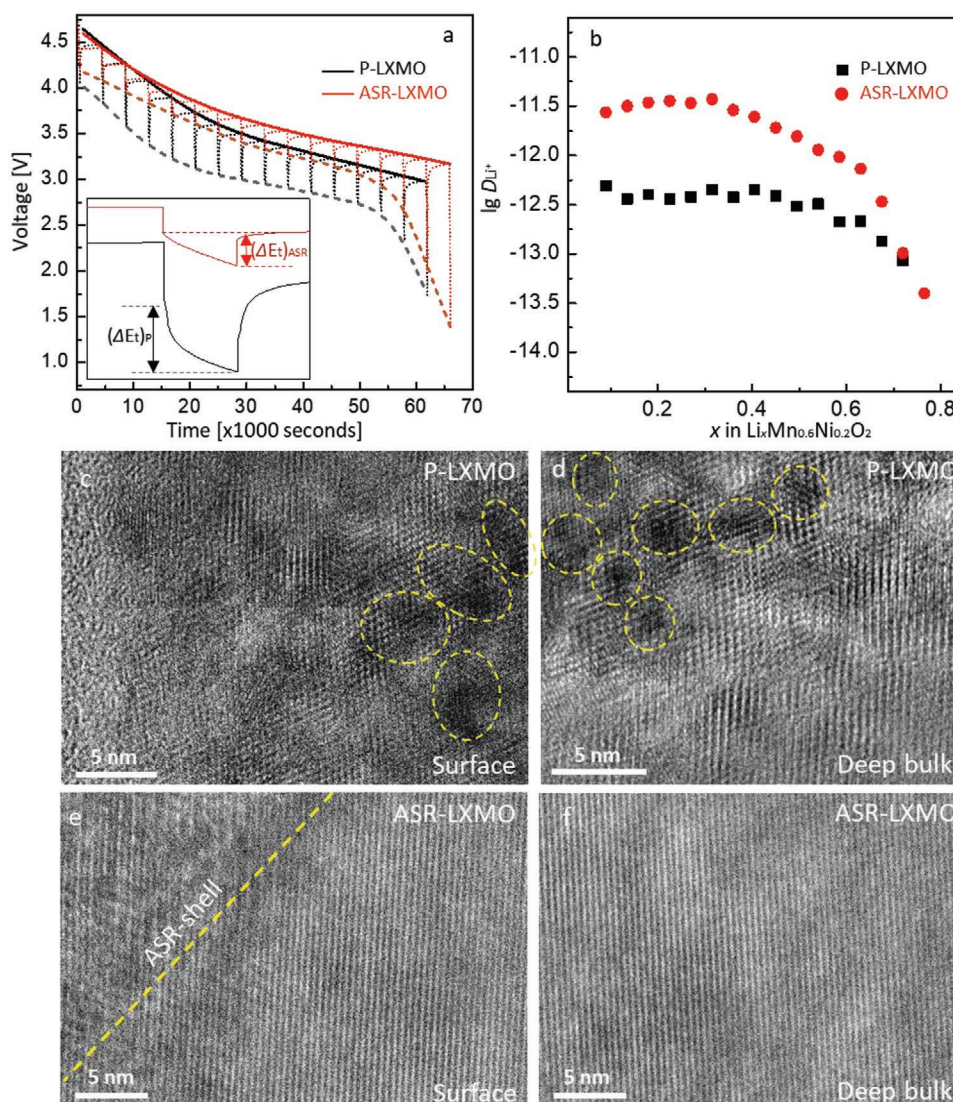 a
P-LXMO
ASR-LXMO
4.5
4.0
3.5
3.0
2.5
2.0
1.5
1.0
Voltage [V]
(ΔEt)ASR
(ΔEt)P
0 10 20 30 40 50 60 70
Time [x1000 seconds]
b
P-LXMO
ASR-LXMO
-11.0
-11.5
-12.0
-12.5
-13.0
-13.5
-14.0
lg DLi⁺
0.2 0.4 0.6 0.8
x in LixMn0.6Ni0.2O2
c
P-LXMO
5 nm
Surface
d
P-LXMO
5 nm
Deep bulk
e
ASR-LXMO
ASR-shell
5 nm
Surface
f
ASR-LXMO
5 nm
Deep bulk